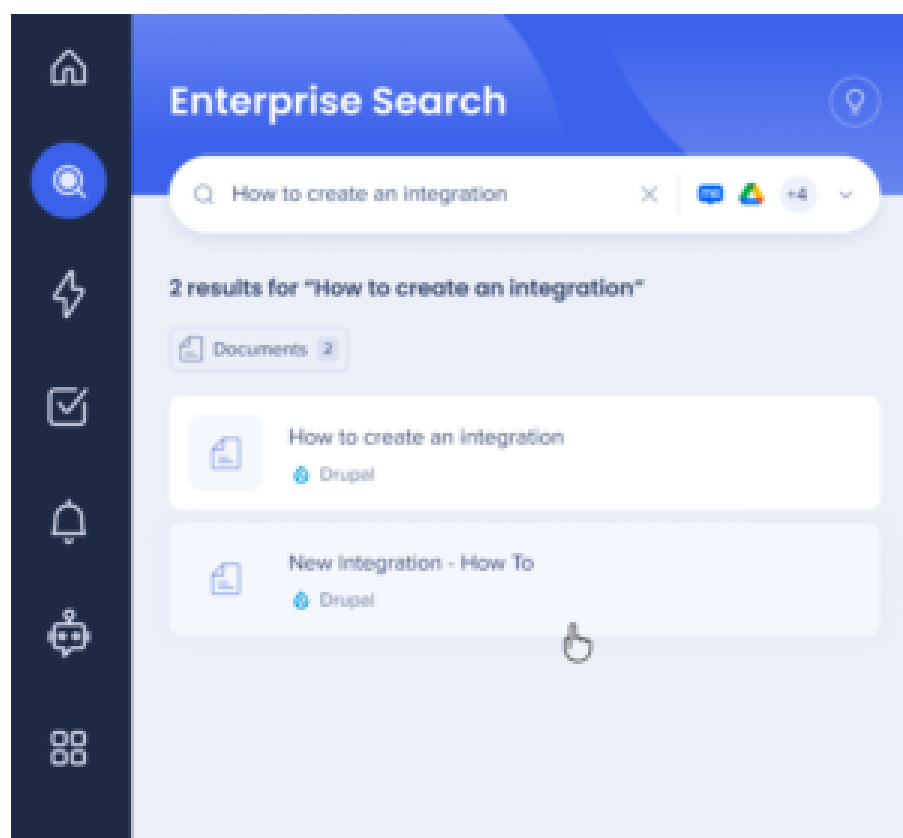 Enterprise Search
How to create an integration
+4
2 results for "How to create an integration"
Documents 2
How to create an integration
Drupal
New Integration - How To
Drupal